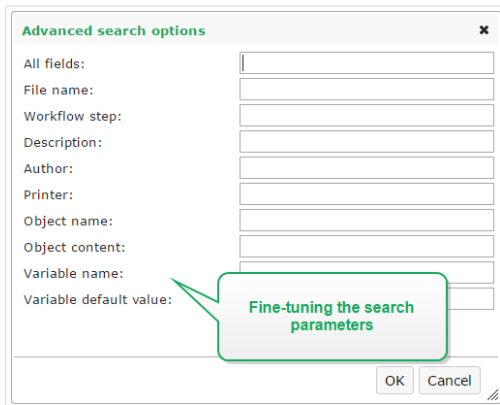 Advanced search options
All fields:
File name:
Workflow step:
Description:
Author:
Printer:
Object name:
Object content:
Variable name:
Variable default value:
Fine-tuning the search
parameters
OK Cancel